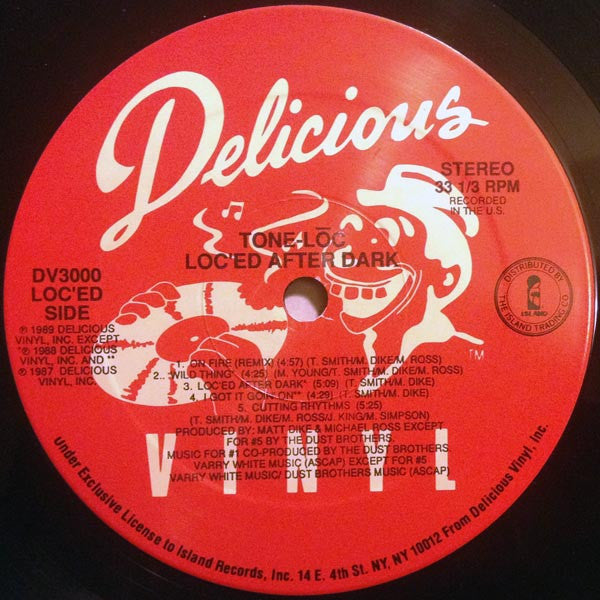 Delicious
STEREO
33 1/3 RPM
RECORDED
IN THE U.S.
TONE-LŌC
LOC'ED AFTER DARK
DV3000
LOC'ED
SIDE
℗ 1989 DELICIOUS
VINYL, INC. EXCEPT
*℗ 1988 DELICIOUS
VINYL, INC. AND **
℗ 1987 DELICIOUS
VINYL, INC.
DISTRIBUTED BY
THE ISLAND TRADING CO
ISLAND
TM
1. ON FIRE (REMIX) (4:57) (T. SMITH/M. DIKE/M. ROSS)
2. WILD THING* (4:25) (M. YOUNG/T. SMITH/M. DIKE/M. ROSS)
3. LOC'ED AFTER DARK* (5:09) (T. SMITH/M. DIKE)
4. I GOT IT GOIN' ON** (4:29) (T. SMITH/M. DIKE)
5. CUTTING RHYTHMS (5:25)
(T. SMITH/M. DIKE/M. ROSS/J. KING/M. SIMPSON)
PRODUCED BY: MATT DIKE & MICHAEL ROSS EXCEPT
FOR #5 BY THE DUST BROTHERS.
MUSIC FOR #1 CO-PRODUCED BY THE DUST BROTHERS.
VARRY WHITE MUSIC (ASCAP) EXCEPT FOR #5
VARRY WHITE MUSIC/ DUST BROTHERS MUSIC (ASCAP)
VINYL
Under Exclusive License to Island Records, Inc. 14 E. 4th St. NY, NY 10012 From Delicious Vinyl, Inc.